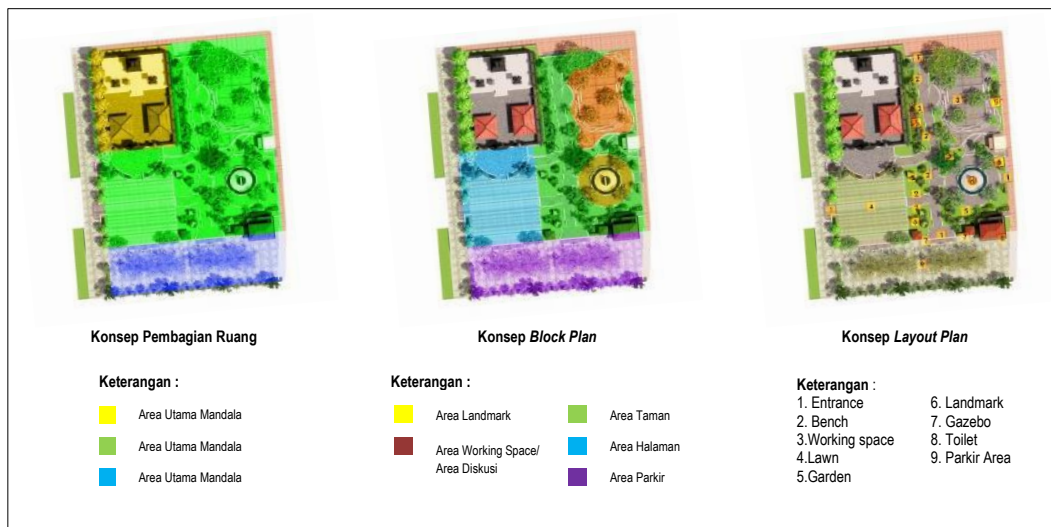 Konsep Pembagian Ruang
Keterangan :
Area Utama Mandala
Area Utama Mandala
Area Utama Mandala
Konsep Block Plan
Keterangan :
Area Landmark
Area Working Space/
Area Diskusi
Area Taman
Area Halaman
Area Parkir
Konsep Layout Plan
Keterangan :
1. Entrance
2. Bench
3.Working space
4.Lawn
5.Garden
6. Landmark
7. Gazebo
8. Toilet
9. Parkir Area